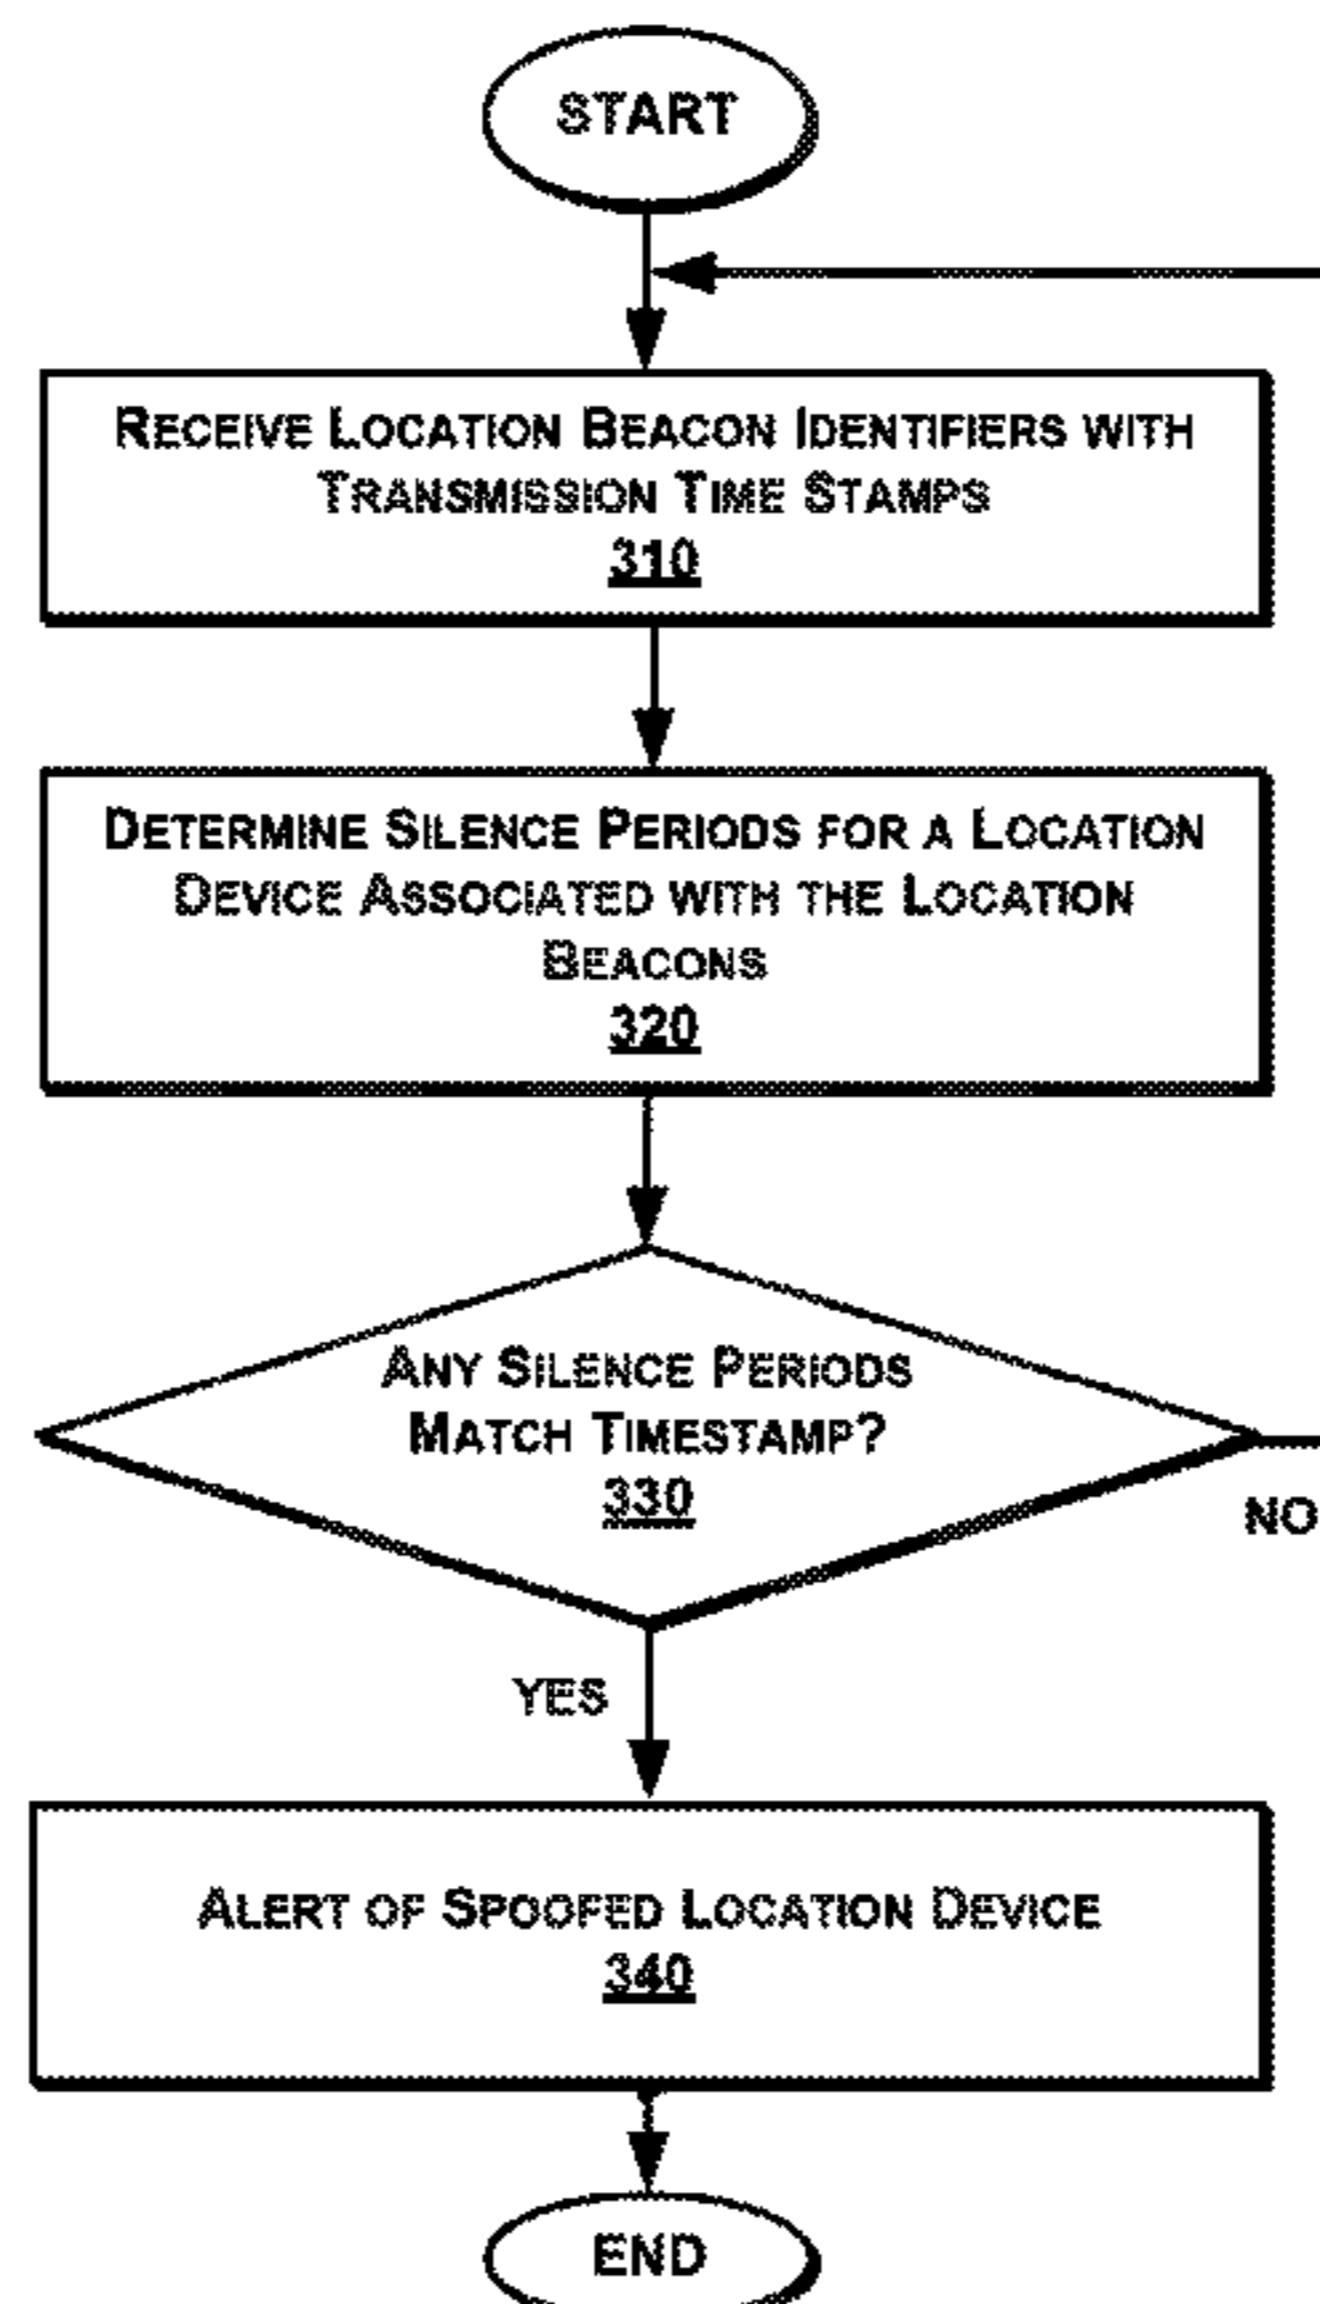 START
RECEIVE LOCATION BEACON IDENTIFIERS WITH
TRANSMISSION TIME STAMPS
310
DETERMINE SILENCE PERIODS FOR A LOCATION
DEVICE ASSOCIATED WITH THE LOCATION
BEACONS
320
ANY SILENCE PERIODS
MATCH TIMESTAMP?
330
NO
YES
ALERT OF SPOOFED LOCATION DEVICE
340
END